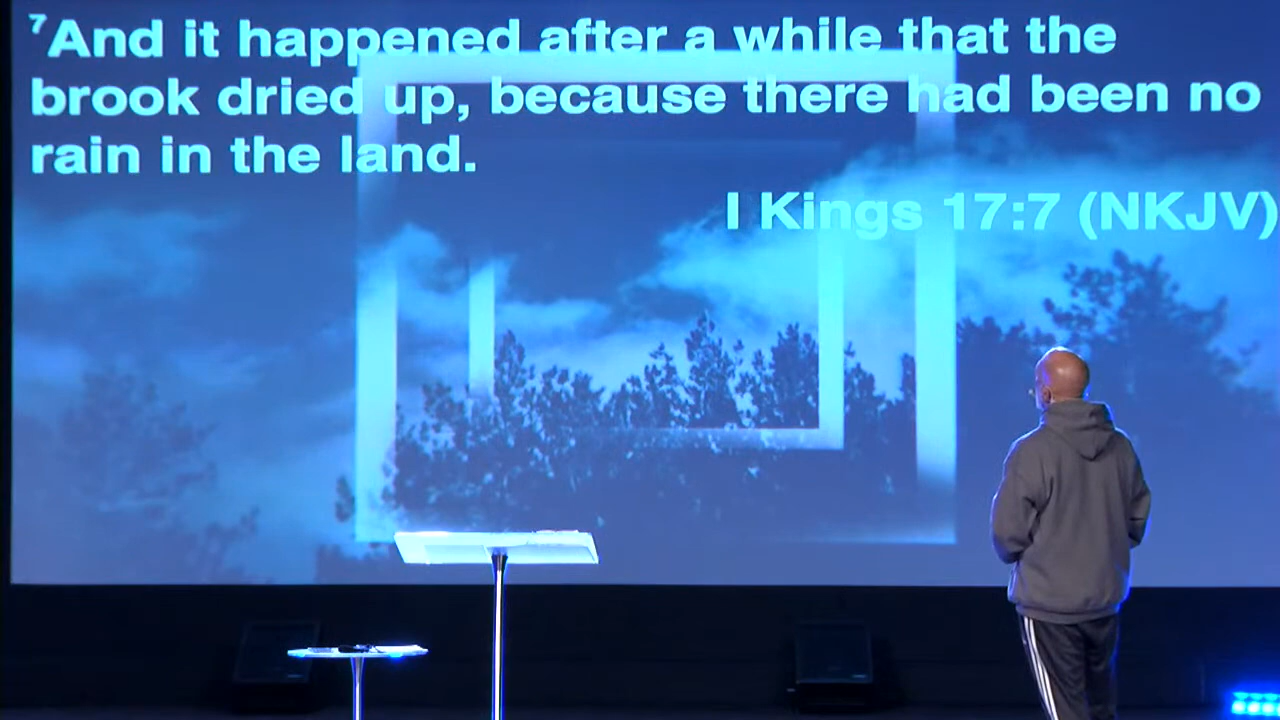 ⁷And it happened after a while that the
brook dried up, because there had been no
rain in the land.
I Kings 17:7 (NKJV)